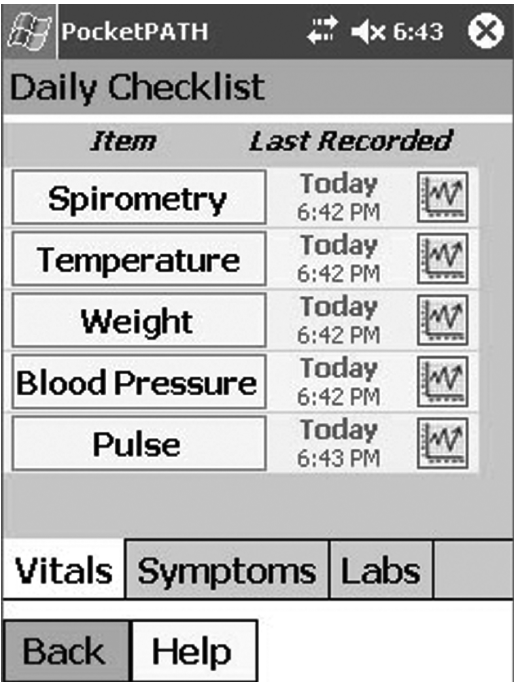 PocketPATH 6:43
Daily Checklist
Item Last Recorded
Spirometry Today 6:42 PM
Temperature Today 6:42 PM
Weight Today 6:42 PM
Blood Pressure Today 6:42 PM
Pulse Today 6:43 PM
Vitals Symptoms Labs
Back Help